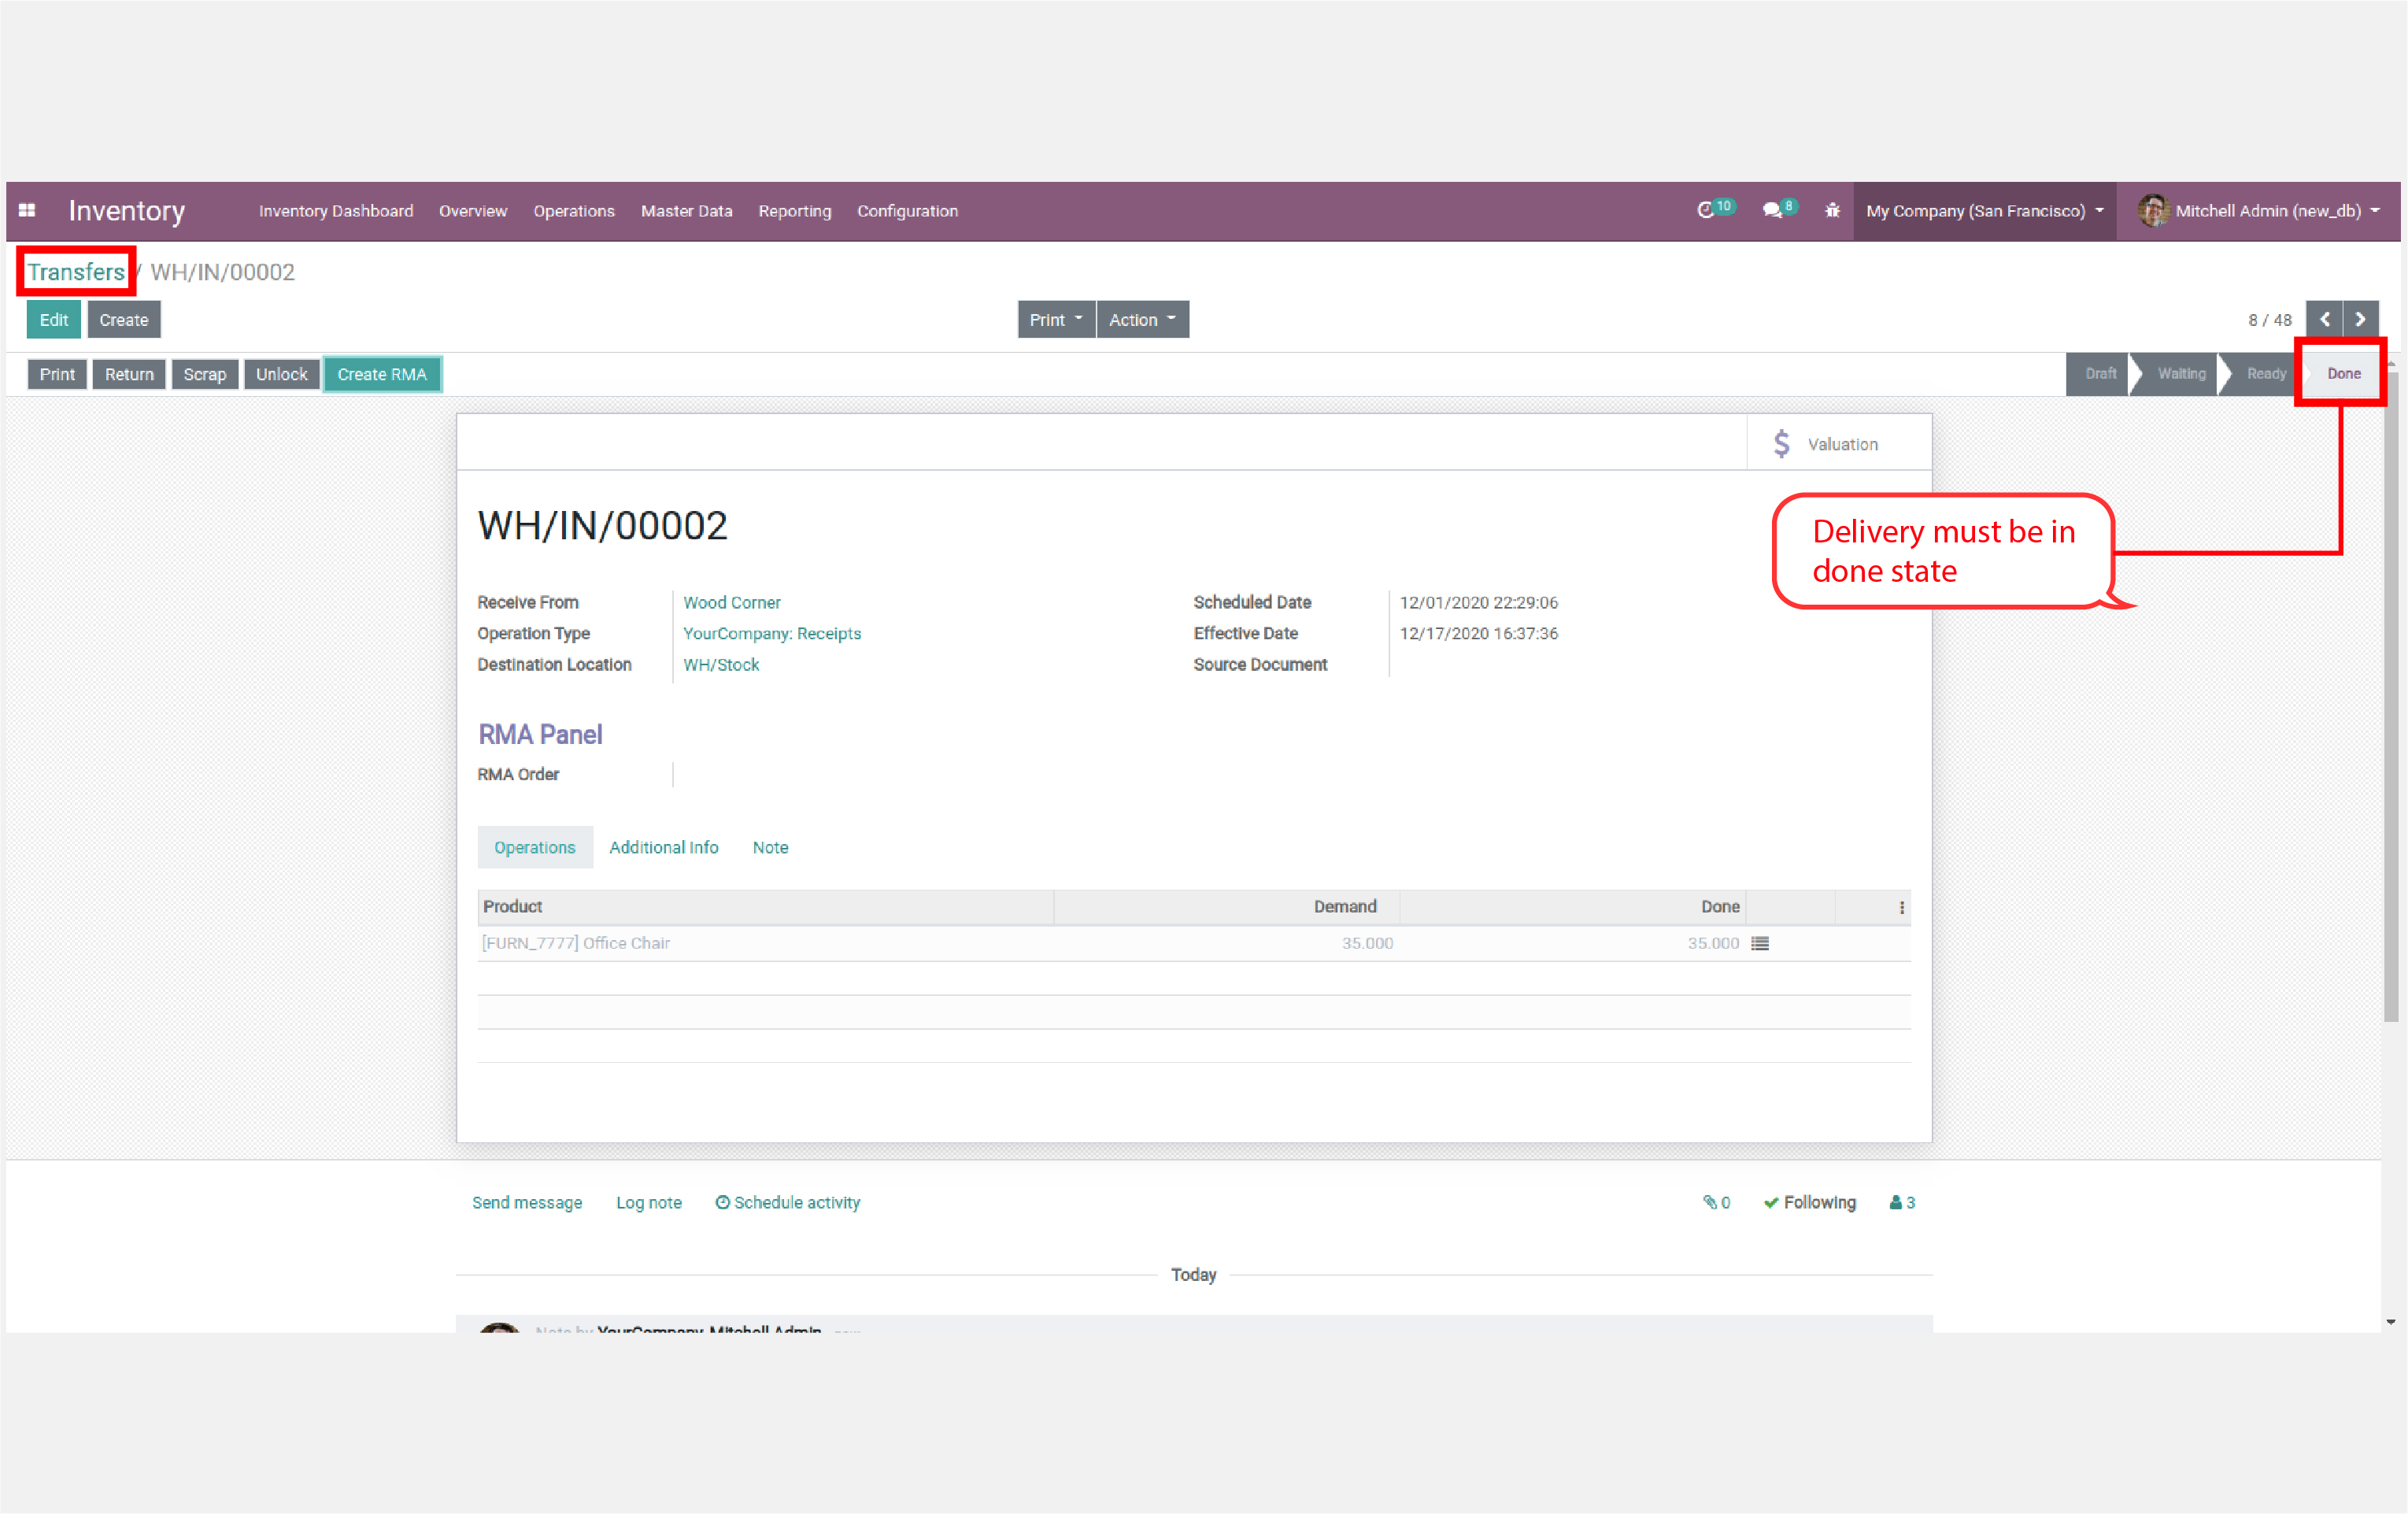 Inventory Inventory Dashboard Overview Operations Master Data Reporting Configuration 10 8 My Company (San Francisco) Mitchell Admin (new_db)
Transfers / WH/IN/00002
Edit Create Print Action 8 / 48
Print Return Scrap Unlock Create RMA Draft Waiting Ready Done
$ Valuation
WH/IN/00002
Delivery must be in
done state
Receive From Wood Corner Scheduled Date 12/01/2020 22:29:06
Operation Type YourCompany: Receipts Effective Date 12/17/2020 16:37:36
Destination Location WH/Stock Source Document
RMA Panel
RMA Order
Operations Additional Info Note
Product Demand Done
[FURN_7777] Office Chair 35.000 35.000
Send message Log note Schedule activity 0 Following 3
Today
Note by YourCompany, Mitchell Admin